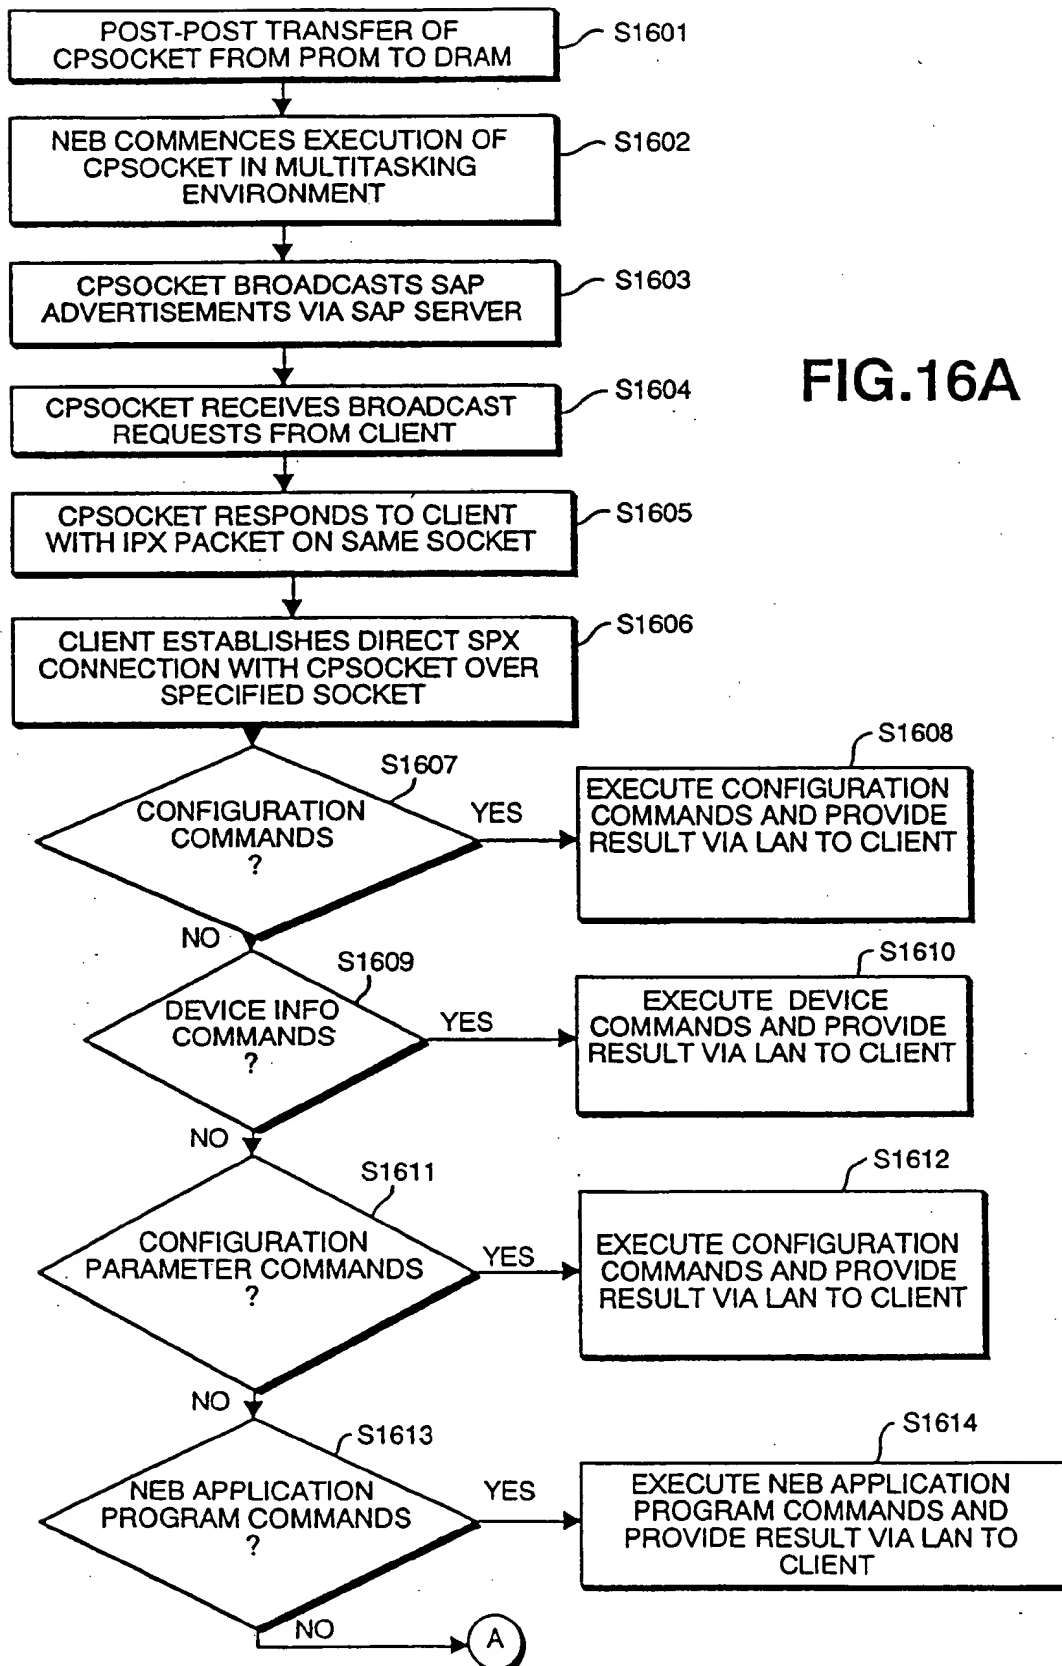 POST-POST TRANSFER OF
CPSOCKET FROM PROM TO DRAM
S1601
NEB COMMENCES EXECUTION OF
CPSOCKET IN MULTITASKING
ENVIRONMENT
S1602
CPSOCKET BROADCASTS SAP
ADVERTISEMENTS VIA SAP SERVER
S1603
FIG.16A
CPSOCKET RECEIVES BROADCAST
REQUESTS FROM CLIENT
S1604
CPSOCKET RESPONDS TO CLIENT
WITH IPX PACKET ON SAME SOCKET
S1605
CLIENT ESTABLISHES DIRECT SPX
CONNECTION WITH CPSOCKET OVER
SPECIFIED SOCKET
S1606
S1607
CONFIGURATION
COMMANDS
?
YES
NO
S1608
EXECUTE CONFIGURATION
COMMANDS AND PROVIDE
RESULT VIA LAN TO CLIENT
S1609
DEVICE INFO
COMMANDS
?
YES
NO
S1610
EXECUTE DEVICE
COMMANDS AND PROVIDE
RESULT VIA LAN TO CLIENT
S1611
CONFIGURATION
PARAMETER COMMANDS
?
YES
NO
S1612
EXECUTE CONFIGURATION
COMMANDS AND PROVIDE
RESULT VIA LAN TO CLIENT
S1613
NEB APPLICATION
PROGRAM COMMANDS
?
YES
NO
S1614
EXECUTE NEB APPLICATION
PROGRAM COMMANDS AND
PROVIDE RESULT VIA LAN TO
CLIENT
A